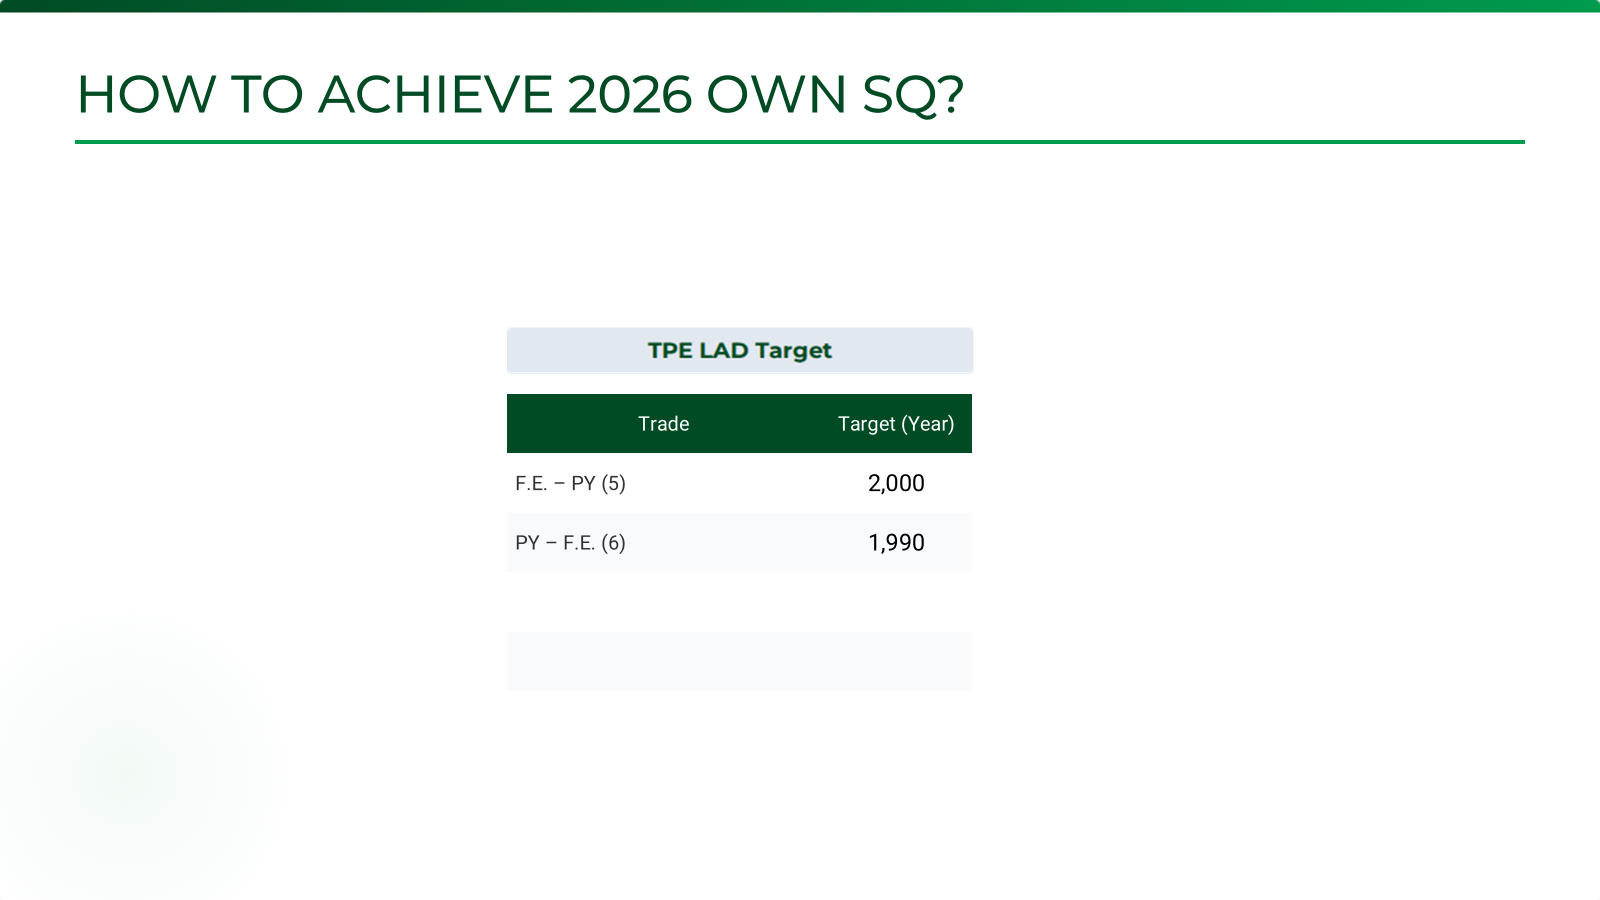 HOW TO ACHIEVE 2026 OWN SQ?
TPE LAD Target
Trade Target (Year)
F.E. – PY (5) 2,000
PY – F.E. (6) 1,990